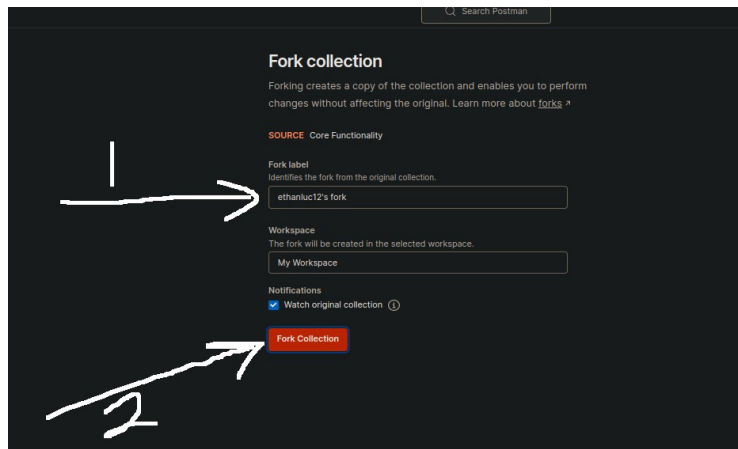 Search Postman
Fork collection
Forking creates a copy of the collection and enables you to perform
changes without affecting the original. Learn more about forks ↗
SOURCE Core Functionality
1
Fork label
Identifies the fork from the original collection.
ethanluc12's fork
Workspace
The fork will be created in the selected workspace.
My Workspace
Notifications
Watch original collection
Fork Collection
2